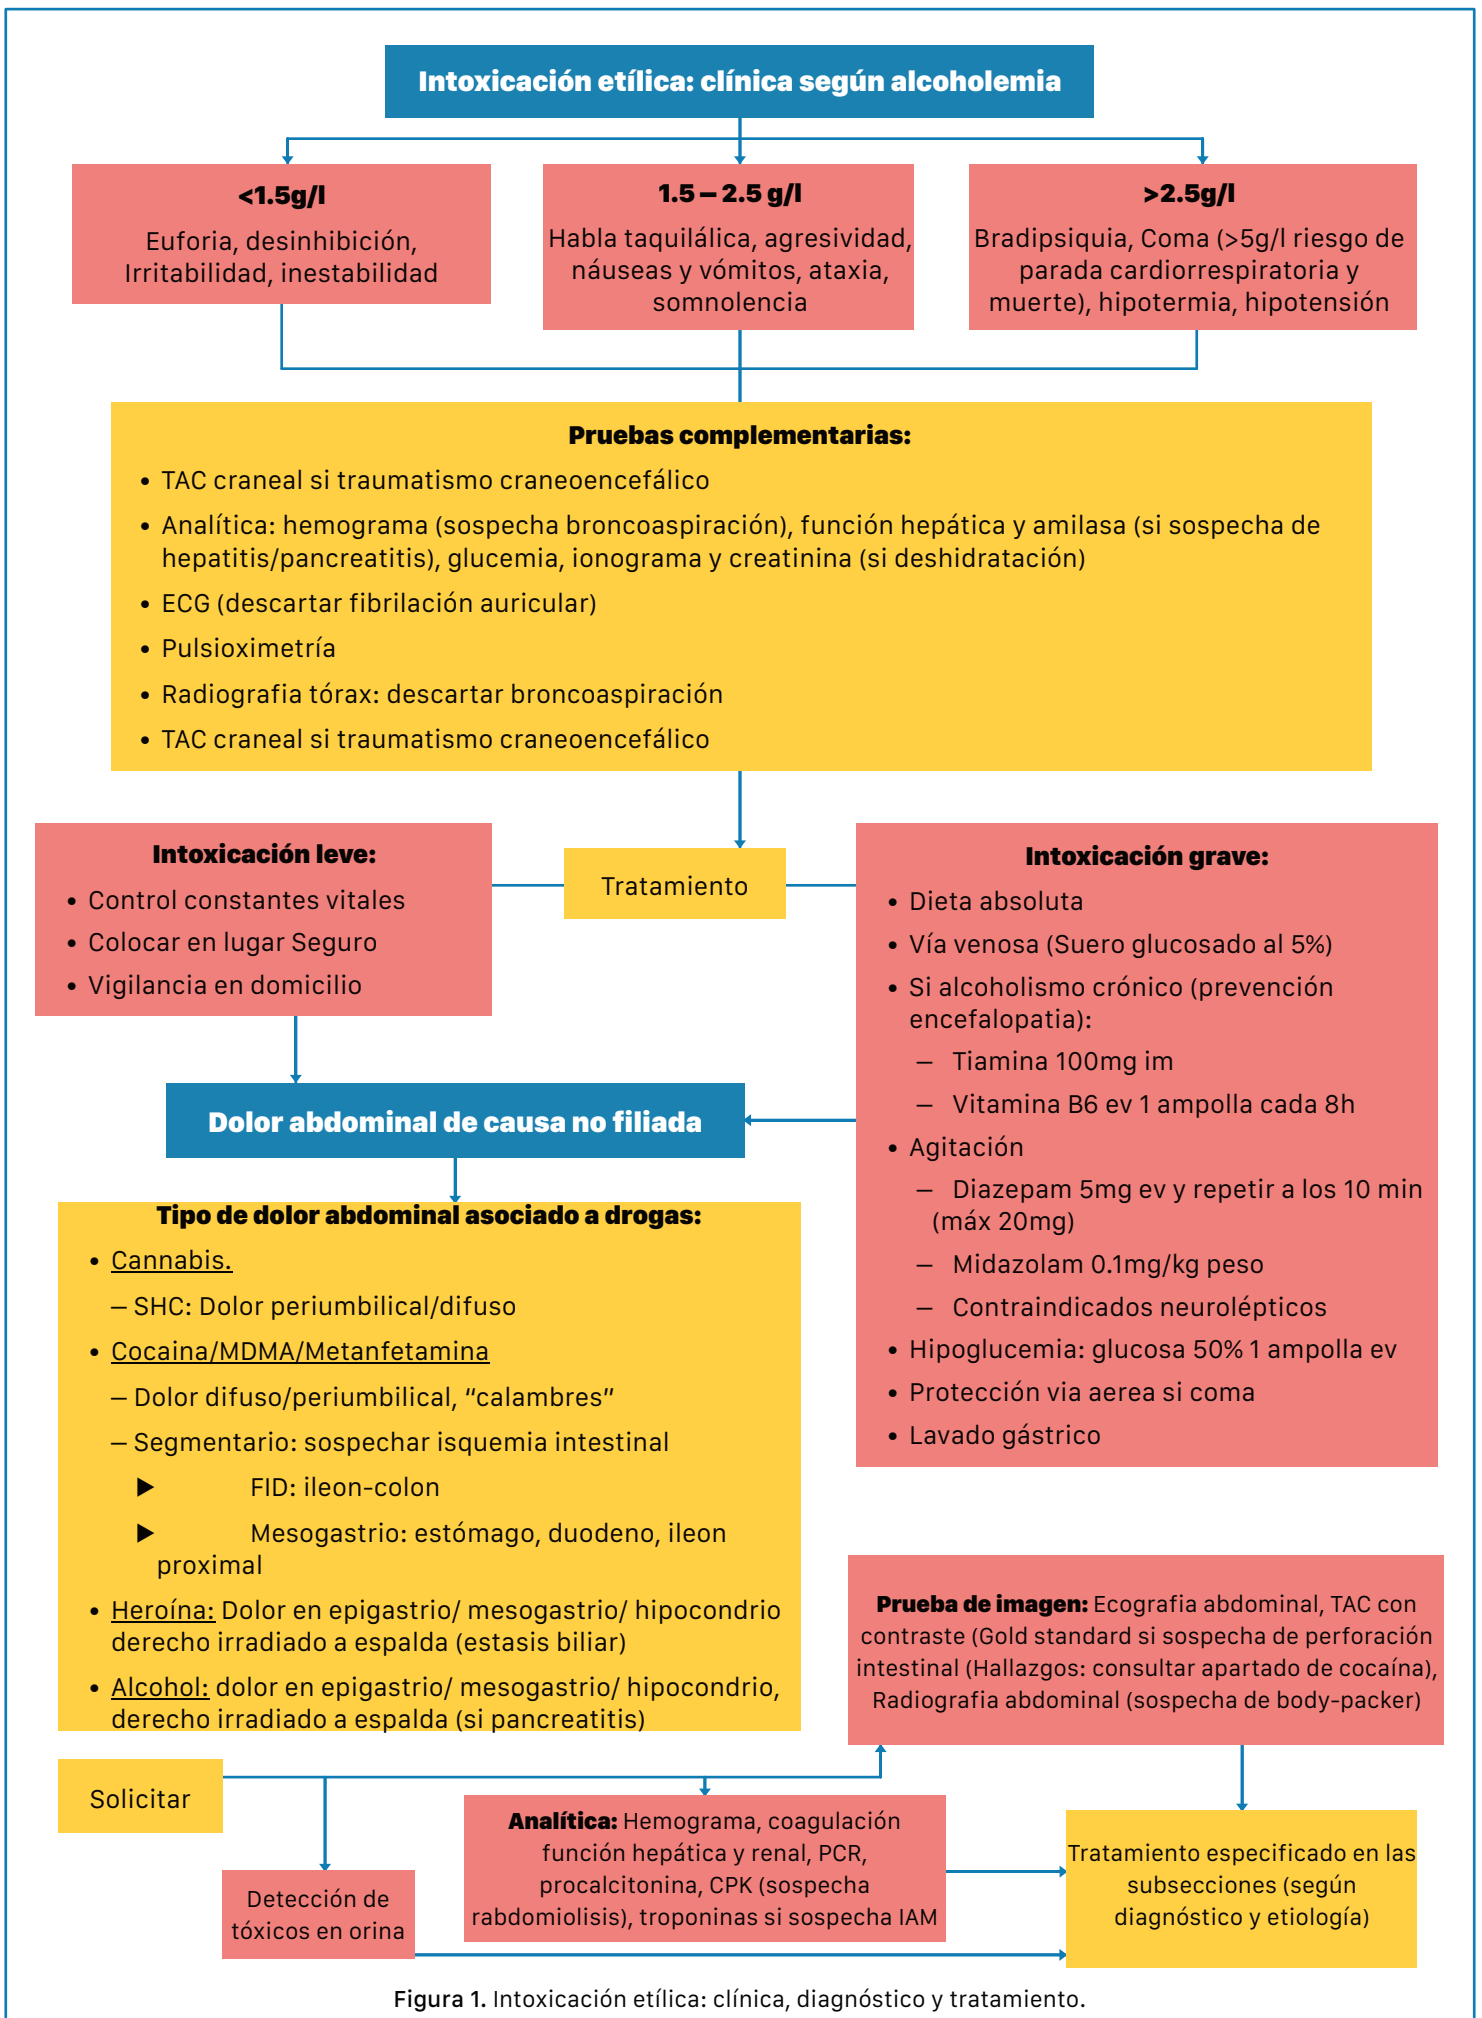 Intoxicación etílica: clínica según alcoholemia
<1.5g/l
Euforia, desinhibición,
Irritabilidad, inestabilidad
1.5 – 2.5 g/l
Habla taquilálica, agresividad,
náuseas y vómitos, ataxia,
somnolencia
>2.5g/l
Bradipsiquia, Coma (>5g/l riesgo de
parada cardiorrespiratoria y
muerte), hipotermia, hipotensión
Pruebas complementarias:
• TAC craneal si traumatismo craneoencefálico
• Analítica: hemograma (sospecha broncoaspiración), función hepática y amilasa (si sospecha de
hepatitis/pancreatitis), glucemia, ionograma y creatinina (si deshidratación)
• ECG (descartar fibrilación auricular)
• Pulsioximetría
• Radiografia tórax: descartar broncoaspiración
• TAC craneal si traumatismo craneoencefálico
Intoxicación leve:
• Control constantes vitales
• Colocar en lugar Seguro
• Vigilancia en domicilio
Tratamiento
Intoxicación grave:
• Dieta absoluta
• Vía venosa (Suero glucosado al 5%)
• Si alcoholismo crónico (prevención
encefalopatia):
– Tiamina 100mg im
– Vitamina B6 ev 1 ampolla cada 8h
• Agitación
– Diazepam 5mg ev y repetir a los 10 min
(máx 20mg)
– Midazolam 0.1mg/kg peso
– Contraindicados neurolépticos
• Hipoglucemia: glucosa 50% 1 ampolla ev
• Protección via aerea si coma
• Lavado gástrico
Dolor abdominal de causa no filiada
Tipo de dolor abdominal asociado a drogas:
• Cannabis.
– SHC: Dolor periumbilical/difuso
• Cocaina/MDMA/Metanfetamina
– Dolor difuso/periumbilical, “calambres”
– Segmentario: sospechar isquemia intestinal
▶ FID: ileon-colon
▶ Mesogastrio: estómago, duodeno, ileon
proximal
• Heroína: Dolor en epigastrio/ mesogastrio/ hipocondrio
derecho irradiado a espalda (estasis biliar)
• Alcohol: dolor en epigastrio/ mesogastrio/ hipocondrio,
derecho irradiado a espalda (si pancreatitis)
Prueba de imagen: Ecografia abdominal, TAC con
contraste (Gold standard si sospecha de perforación
intestinal (Hallazgos: consultar apartado de cocaína),
Radiografia abdominal (sospecha de body-packer)
Solicitar
Detección de
tóxicos en orina
Analítica: Hemograma, coagulación
función hepática y renal, PCR,
procalcitonina, CPK (sospecha
rabdomiolisis), troponinas si sospecha IAM
Tratamiento especificado en las
subsecciones (según
diagnóstico y etiología)
Figura 1. Intoxicación etílica: clínica, diagnóstico y tratamiento.